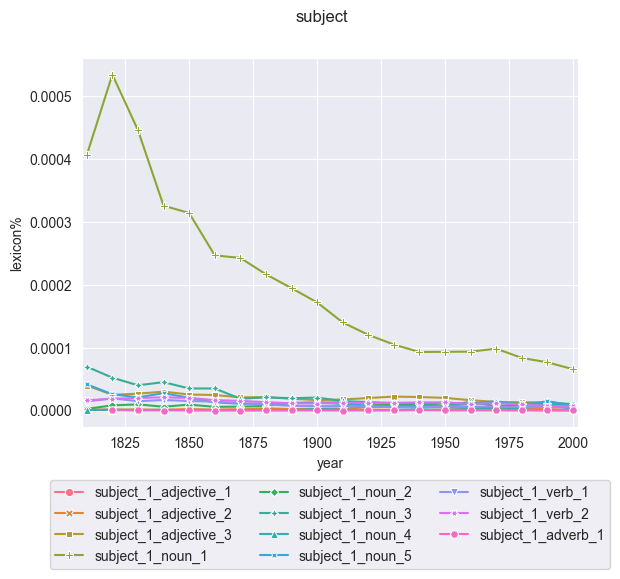 subject
0.0005
0.0004
0.0003
0.0002
0.0001
0.0000
lexicon%
1825 1850 1875 1900 1925 1950 1975 2000
year
subject_1_adjective_1 subject_1_noun_2 subject_1_verb_1
subject_1_adjective_2 subject_1_noun_3 subject_1_verb_2
subject_1_adjective_3 subject_1_noun_4 subject_1_adverb_1
subject_1_noun_1 subject_1_noun_5